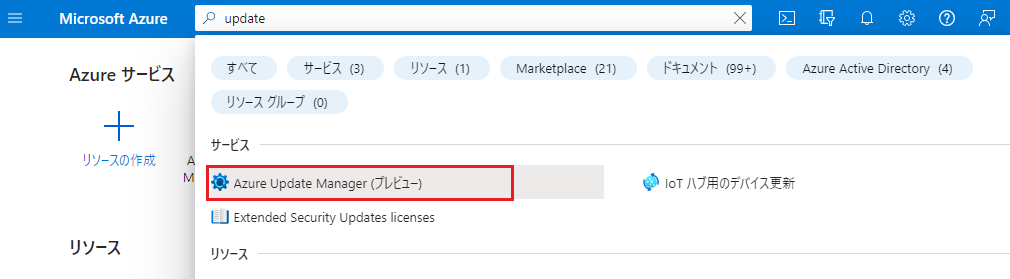 Microsoft Azure
update
すべて サービス (3) リソース (1) Marketplace (21) ドキュメント (99+) Azure Active Directory (4)
リソース グループ (0)
Azure サービス
リソースの作成
A
M
サービス
Azure Update Manager (プレビュー) IoT ハブ用のデバイス更新
Extended Security Updates licenses
リソース
リソース